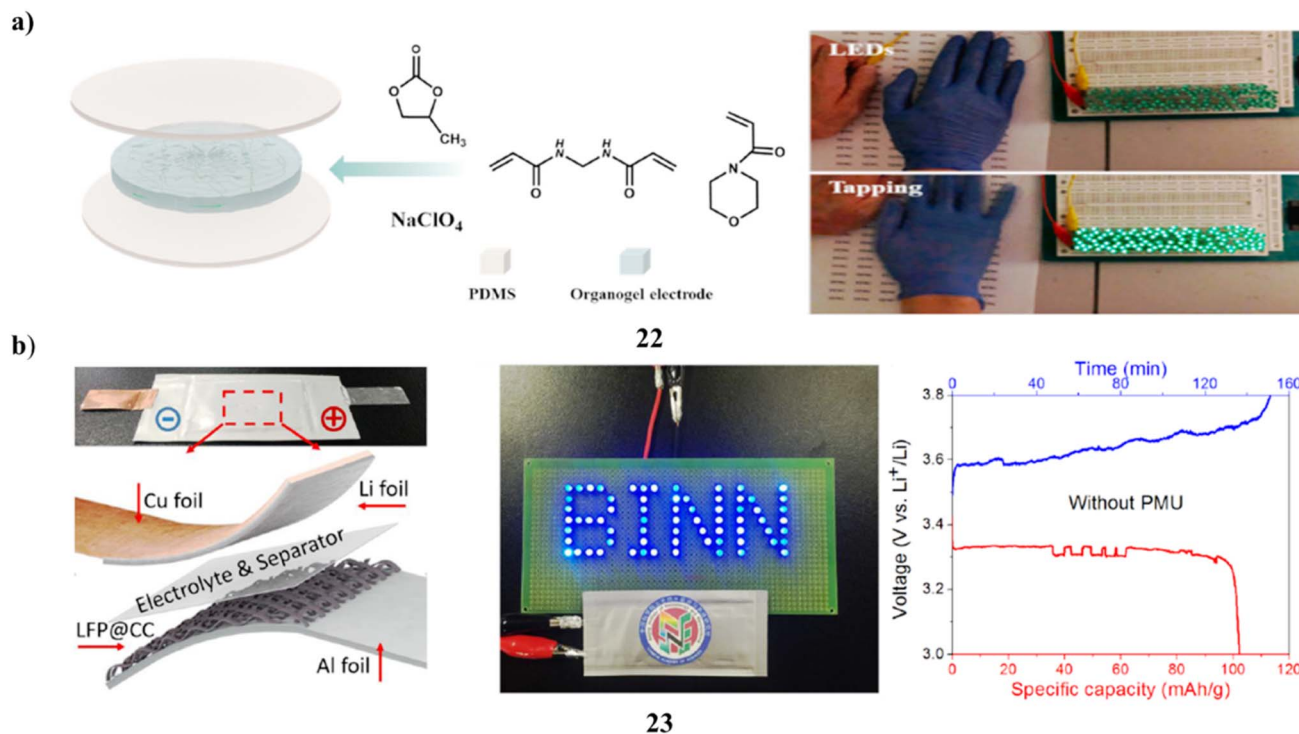 a)
O
O
O
CH₃
H
N
H
N
O
O
O
N
O
NaClO₄
PDMS
Organogel electrode
LEDs
Tapping
22
b)
Cu foil
Li foil
Electrolyte & Separator
LFP@CC
Al foil
BINN
Time (min)
0 40 80 120 160
3.8
3.6
3.4
3.2
3.0
Voltage (V vs. Li⁺/Li)
Without PMU
0 20 40 60 80 100 120
Specific capacity (mAh/g)
23